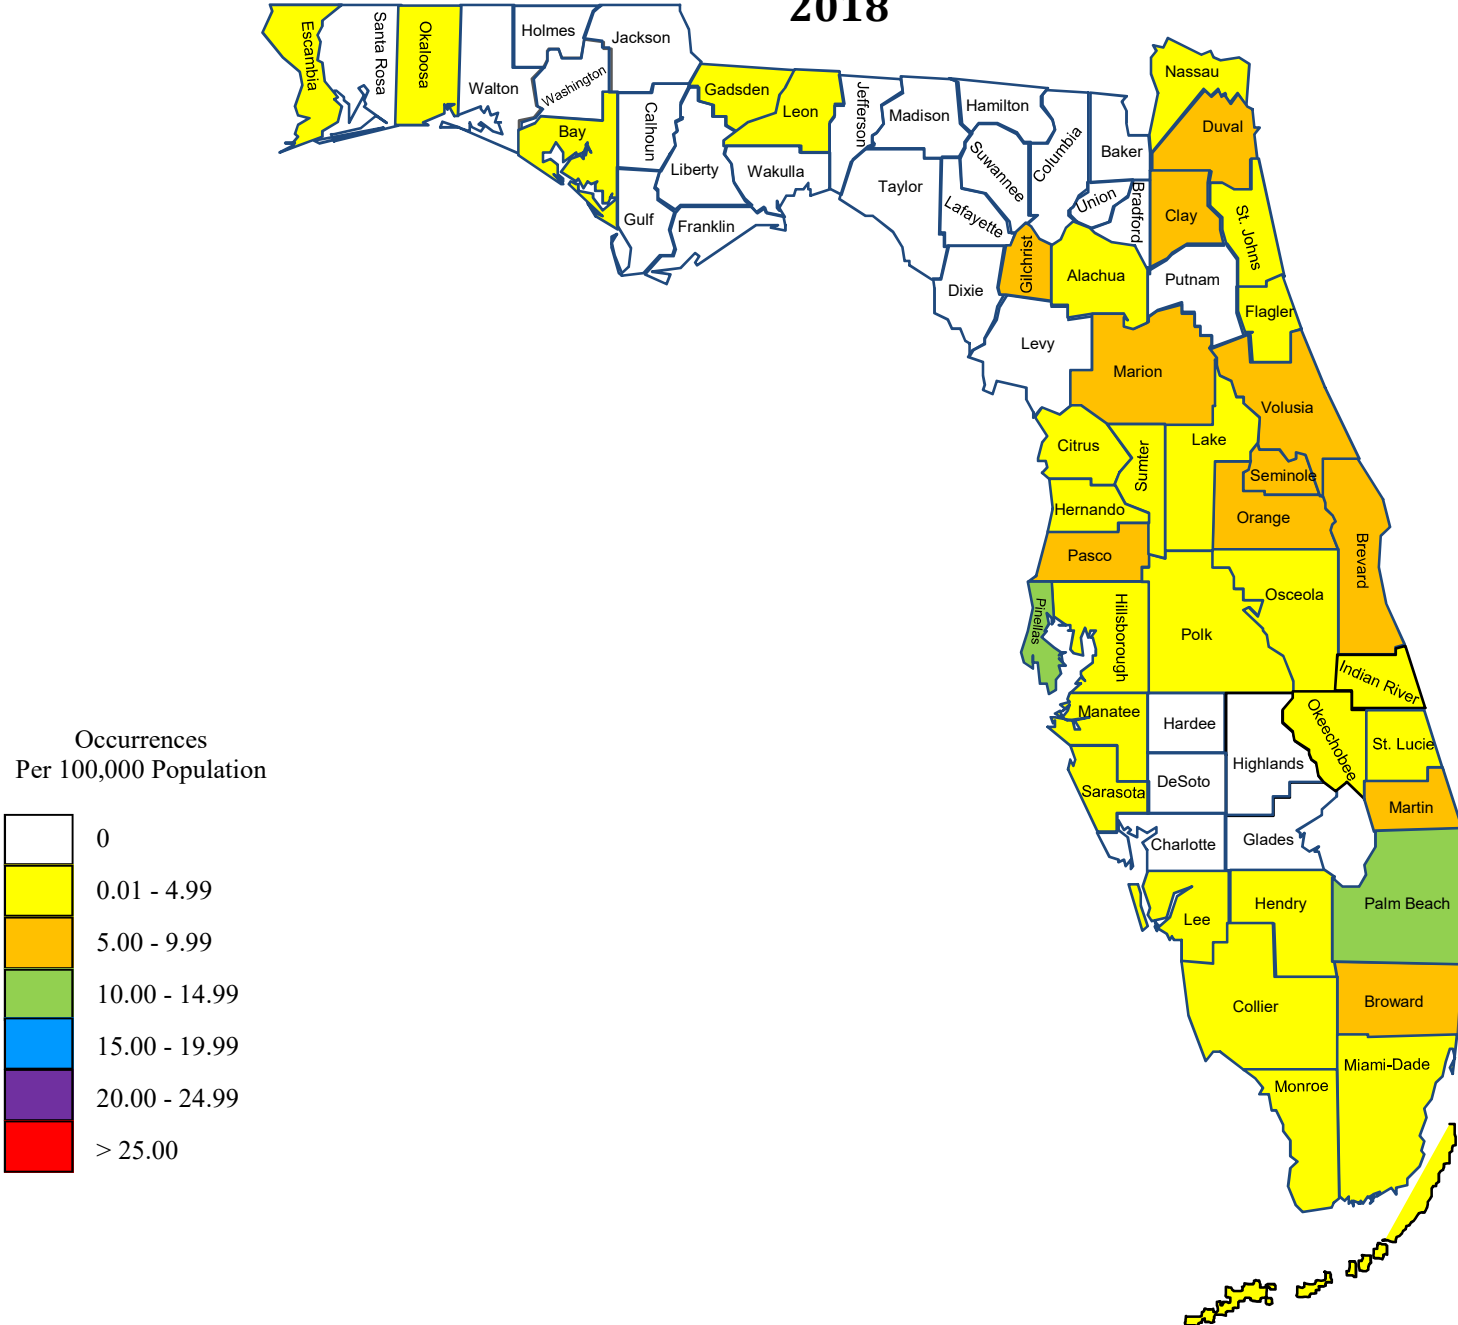 2018
Escambia
Santa Rosa
Okaloosa
Walton
Holmes
Washington
Jackson
Bay
Calhoun
Gulf
Gadsden
Liberty
Franklin
Leon
Wakulla
Jefferson
Madison
Taylor
Hamilton
Suwannee
Lafayette
Columbia
Baker
Union
Bradford
Nassau
Duval
Clay
St. Johns
Gilchrist
Alachua
Putnam
Dixie
Levy
Flagler
Marion
Volusia
Citrus
Sumter
Lake
Seminole
Hernando
Orange
Pasco
Brevard
Pinellas
Hillsborough
Polk
Osceola
Indian River
Manatee
Hardee
Highlands
Okeechobee
St. Lucie
Sarasota
DeSoto
Martin
Charlotte
Glades
Lee
Hendry
Palm Beach
Collier
Broward
Monroe
Miami-Dade
Occurrences
Per 100,000 Population
0
0.01 - 4.99
5.00 - 9.99
10.00 - 14.99
15.00 - 19.99
20.00 - 24.99
> 25.00